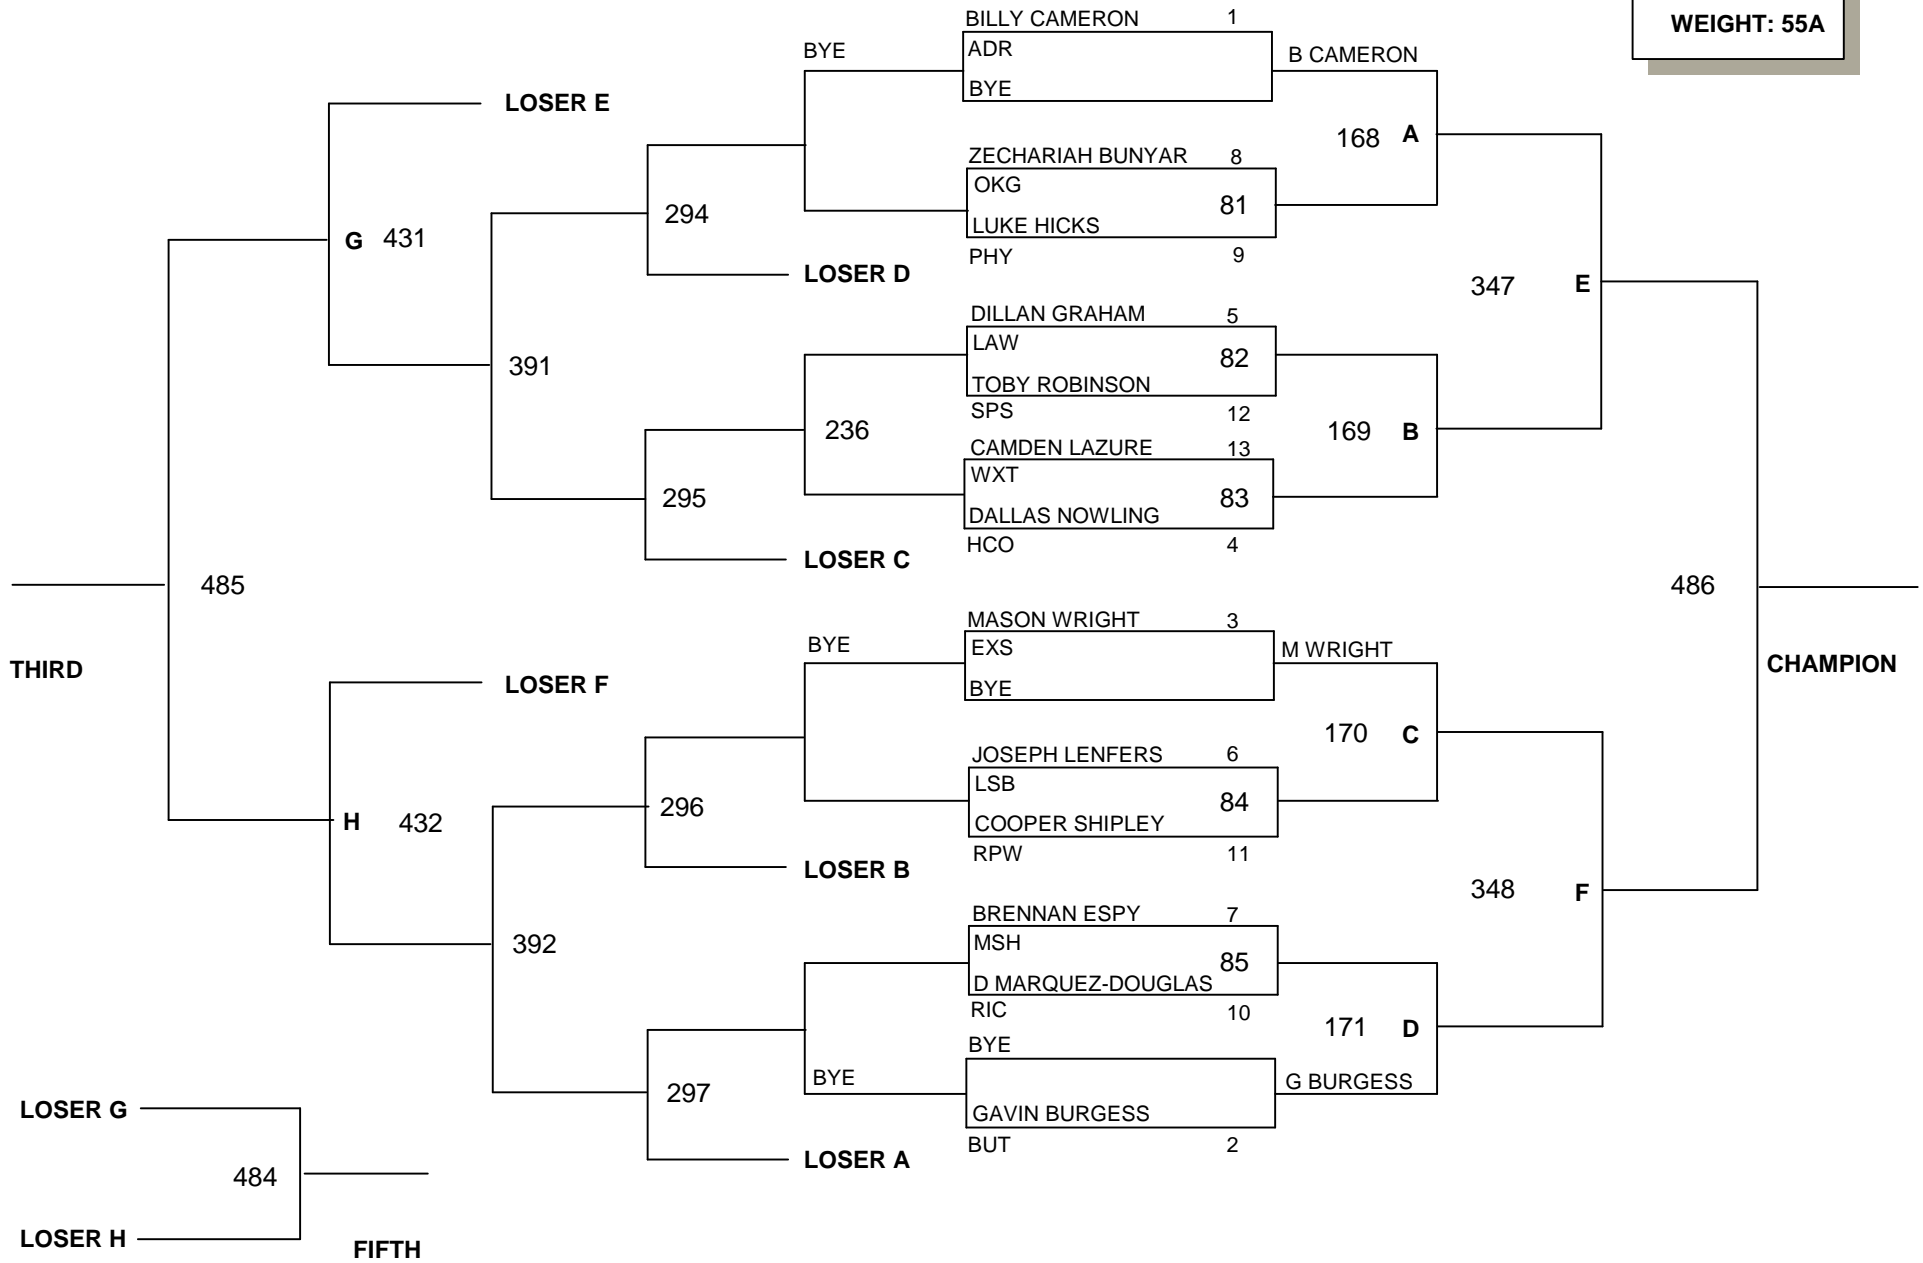 WEIGHT: 55A
BILLY CAMERON 1
ADR
BYE
BYE
B CAMERON
168 A
ZECHARIAH BUNYAR 8
OKG
81
LUKE HICKS
PHY 9
LOSER E
G 431
294
LOSER D
347 E
DILLAN GRAHAM 5
LAW
82
TOBY ROBINSON
SPS 12
391
236
169 B
CAMDEN LAZURE 13
WXT
83
DALLAS NOWLING
HCO 4
295
LOSER C
485
THIRD
486
CHAMPION
MASON WRIGHT 3
EXS
BYE
BYE
M WRIGHT
LOSER F
170 C
JOSEPH LENFERS 6
LSB
84
COOPER SHIPLEY
RPW 11
H 432
296
LOSER B
348 F
BRENNAN ESPY 7
MSH
85
D MARQUEZ-DOUGLAS
RIC 10
392
171 D
BYE
BYE
GAVIN BURGESS
BUT 2
G BURGESS
297
LOSER A
LOSER G
484
LOSER H
FIFTH